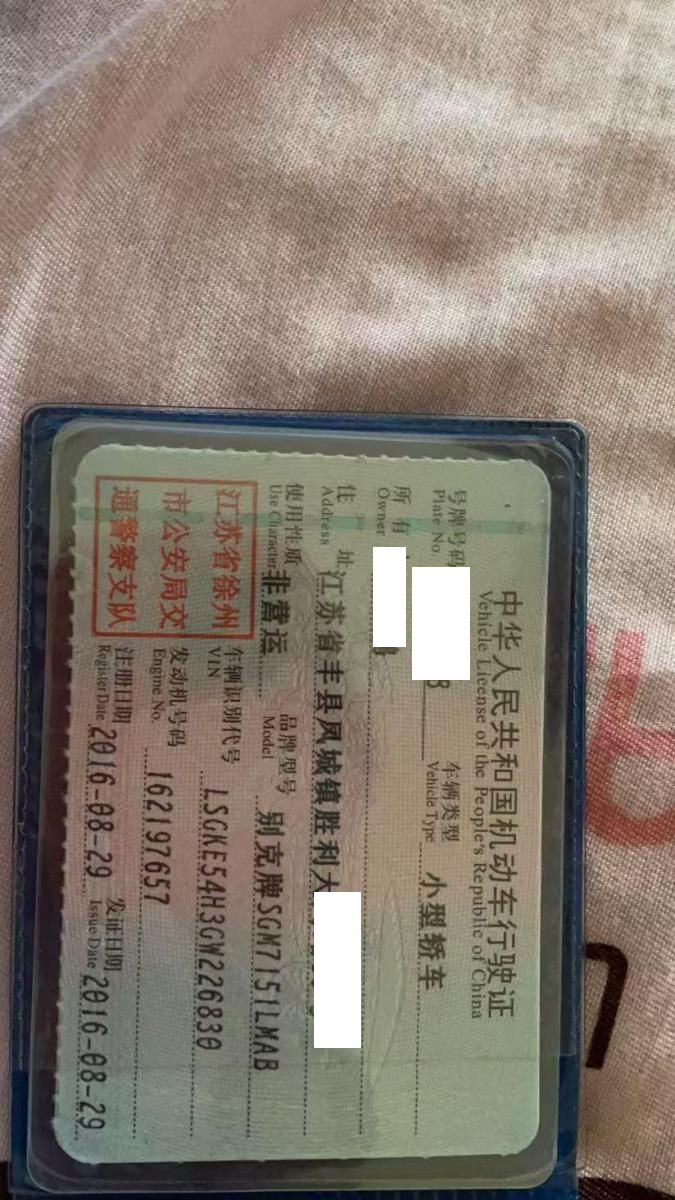 中华人民共和国机动车行驶证
Vehicle License of the People's Republic of China
号牌号码
Plate No.
车辆类型 小型轿车
Vehicle Type
所有
Owner
住址 江苏省丰县凤城镇胜利大
Address
使用性质 非营运
Use Character
品牌型号 别克牌SGM7151LMAB
Model
江苏省徐州
市公安局交
通警察支队
车辆识别代号 LSGKE54H3GW226830
VIN
发动机号码 162197657
Engine No.
注册日期 2016-08-29
Register Date
发证日期 2016-08-29
Issue Date